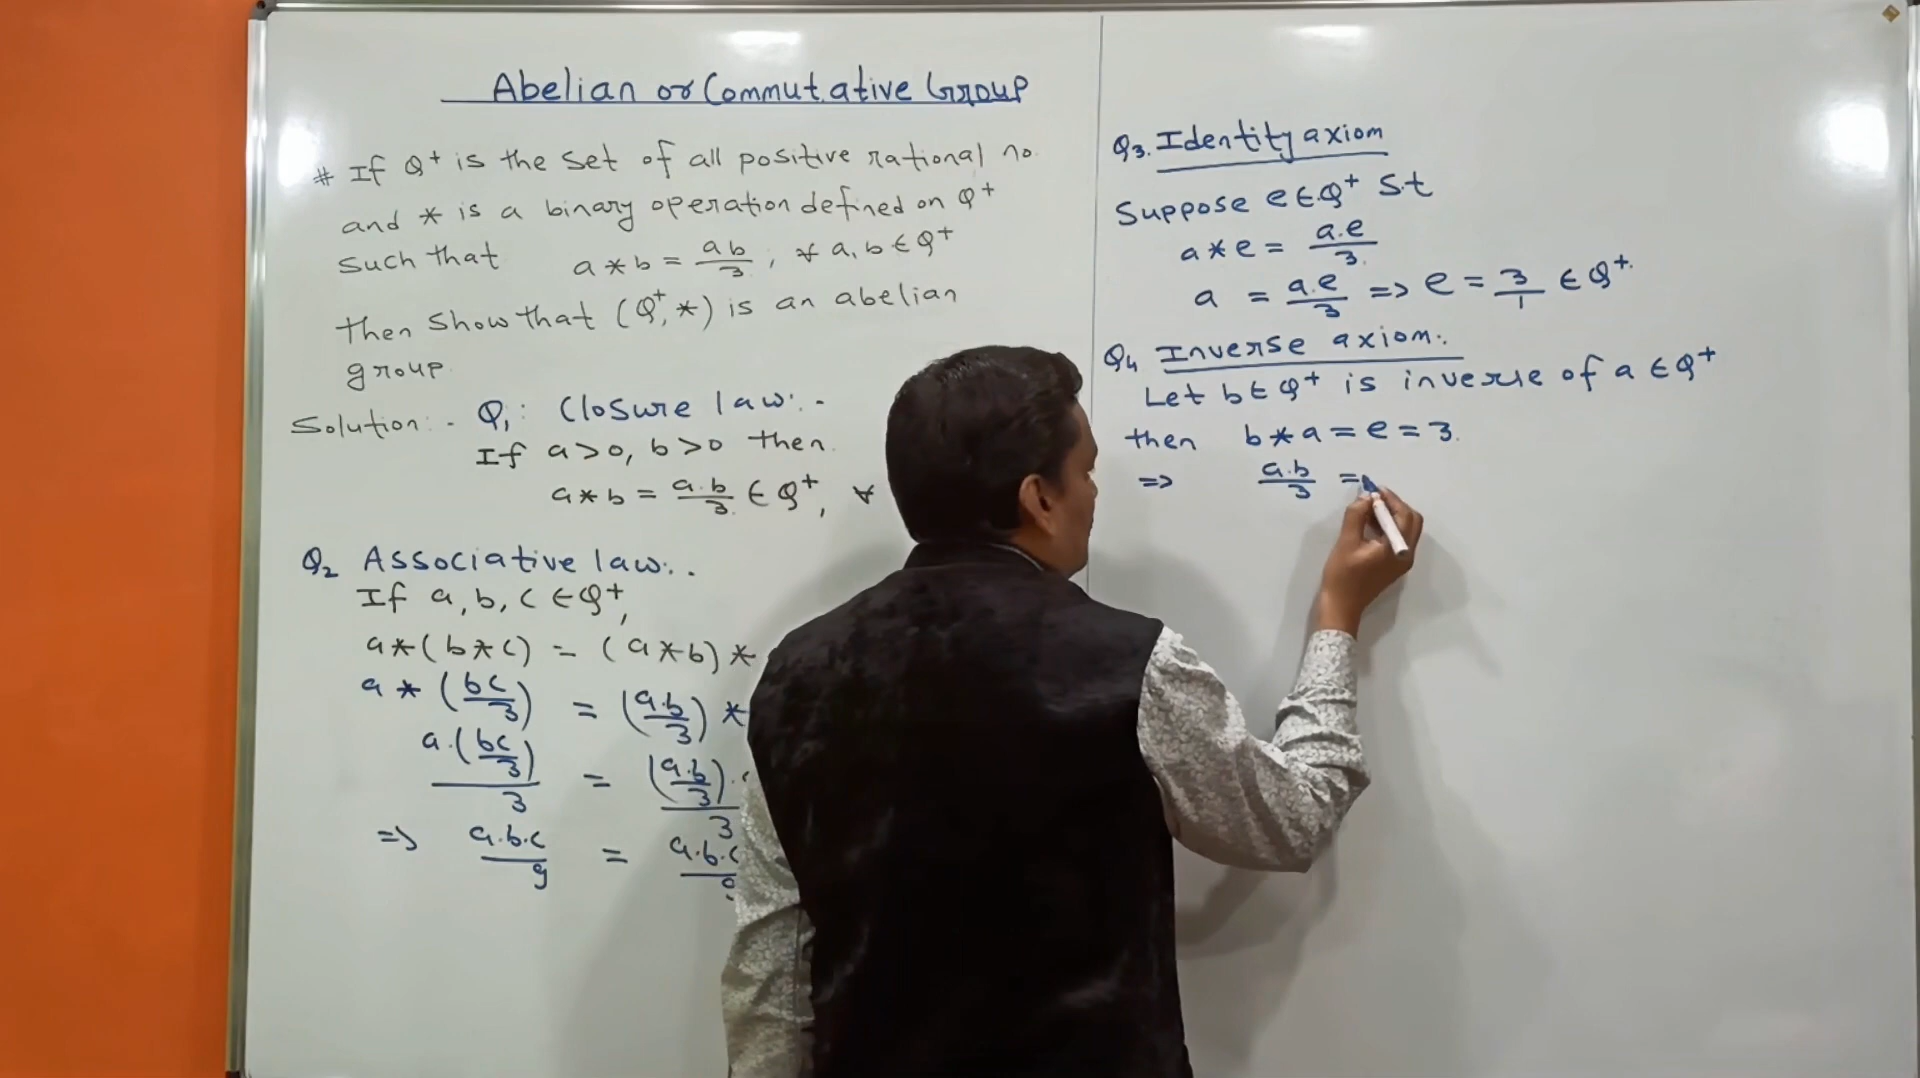 Abelian or Commutative Group
# If Q⁺ is the set of all positive rational no.
and * is a binary operation defined on Q⁺
such that a * b = ab/3, ∀ a, b ∈ Q⁺
then show that (Q⁺, *) is an abelian
group.
Solution:- Q₁: Closure law:-
If a>0, b>0 then
a * b = a.b/3 ∈ Q⁺, ∀
Q₂ Associative law:.
If a, b, c ∈ Q⁺,
a*(b*c) = (a*b)*
a * (bc/3) = (a.b/3) *
a.(bc/3)/3 = (a.b/3)./3
=> a.b.c/9 = a.b.c/9
Q3. Identity axiom
Suppose e ∈ Q⁺ S.t
a * e = a.e/3
a = a.e/3 => e = 3/1 ∈ Q⁺.
Q4 Inverse axiom:.
Let b ∈ Q⁺ is inverse of a ∈ Q⁺
then b * a = e = 3.
=> a.b/3 =